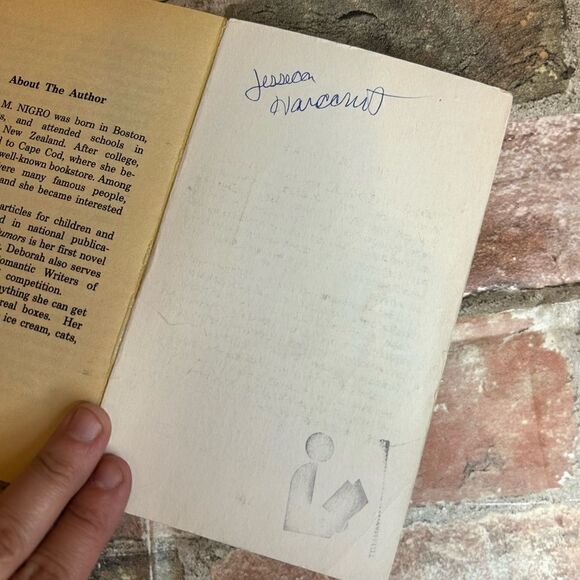 About The Author
M. NIGRO was born in Boston,
s, and attended schools in
New Zealand. After college,
d to Cape Cod, where she be-
well-known bookstore. Among
were many famous people,
and she became interested
articles for children and
d in national publica-
umors is her first novel
Deborah also serves
omantic Writers of
competition.
ything she can get
real boxes. Her
ice cream, cats,
Jessica